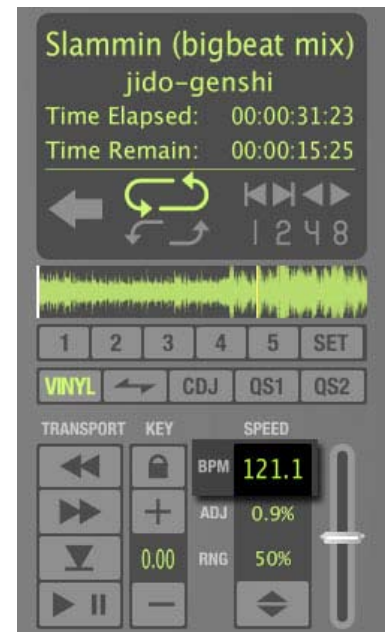 Slammin (bigbeat mix)
jido-genshi
Time Elapsed: 00:00:31:23
Time Remain: 00:00:15:25
1 2 4 8
1 2 3 4 5 SET
VINYL CDJ QS1 QS2
TRANSPORT KEY SPEED
BPM 121.1
ADJ 0.9%
0.00 RNG 50%